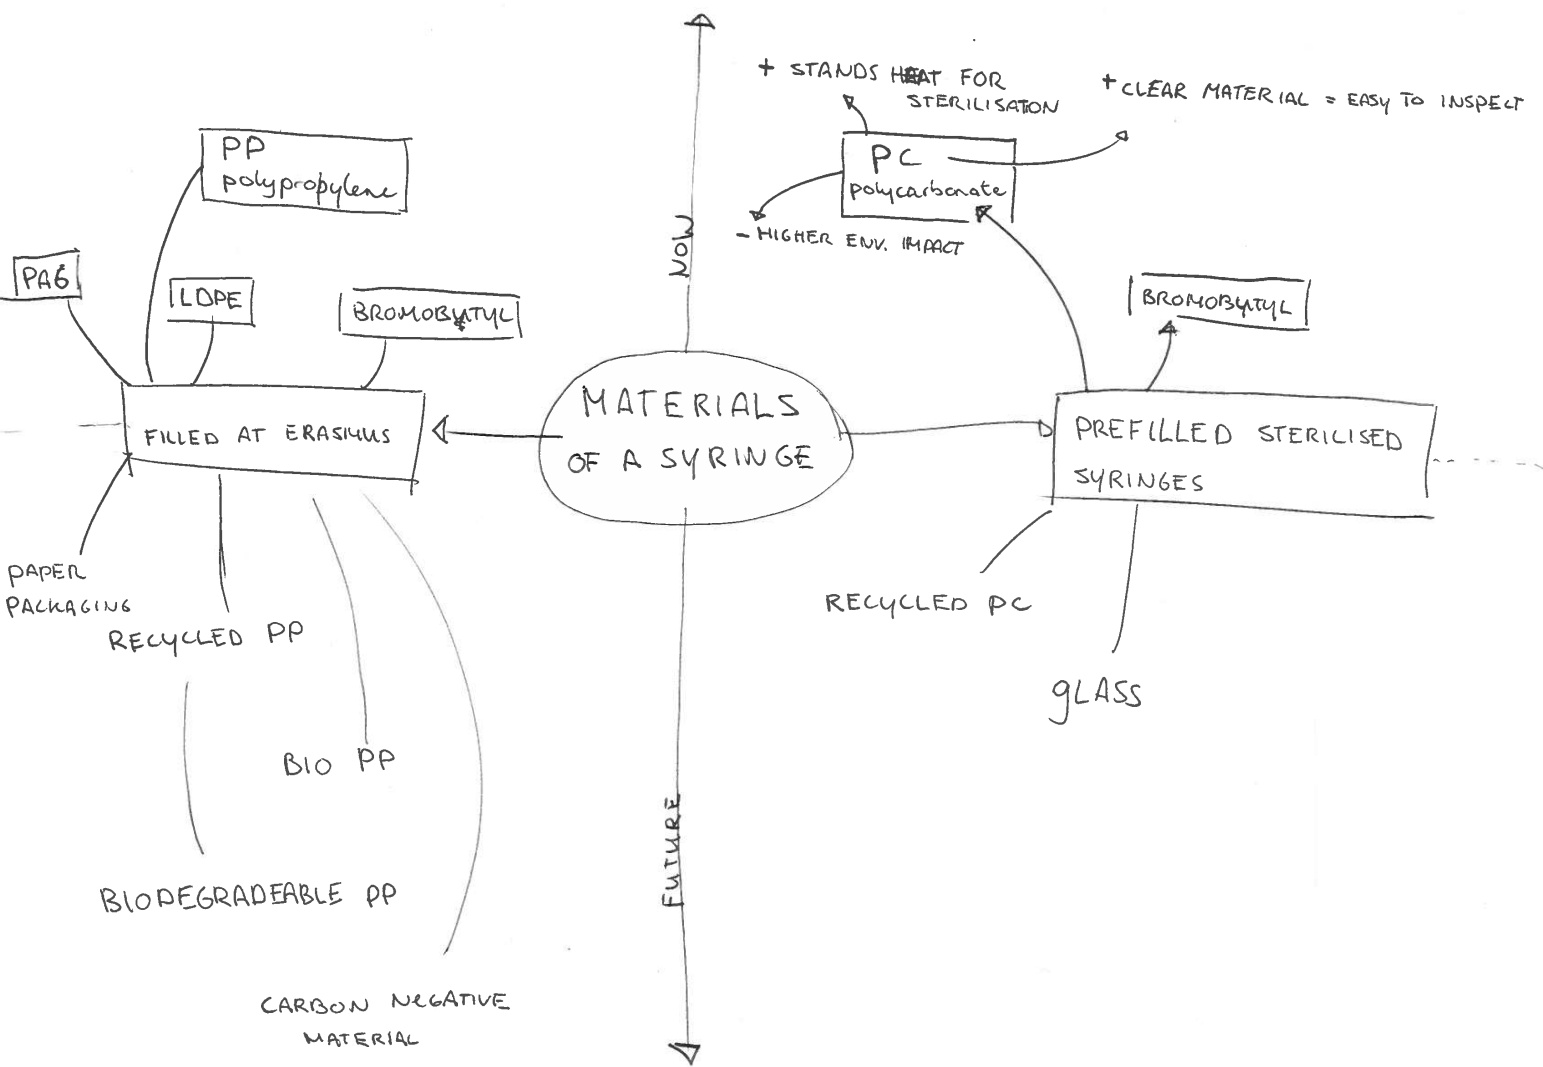 + STANDS HEAT FOR
STERILISATON
+ CLEAR MATERIAL = EASY TO INSPECT
PP
polypropylene
PC
polycarbonate
- HIGHER ENV. IMPACT
NOW
PA6
LDPE
BROMOBUTYL
BROMOBUTYL
MATERIALS
OF A SYRINGE
FILLED AT ERASMUS
PREFILLED STERILISED
SYRINGES
PAPER
PACKAGING
RECYCLED PP
RECYCLED PC
GLASS
BIO PP
FUTURE
BIODEGRADEABLE PP
CARBON NEGATIVE
MATERIAL